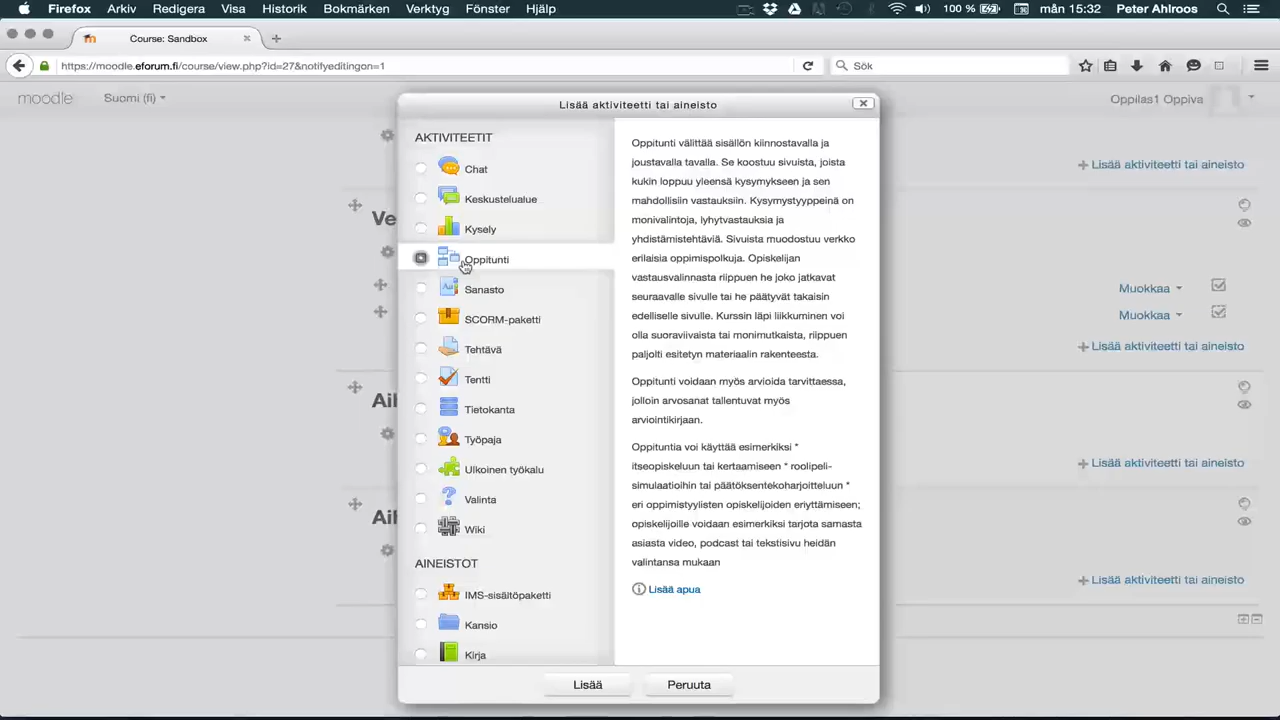 Firefox Arkiv Redigera Visa Historik Bokmärken Verktyg Fönster Hjälp 100 % mån 15:32 Peter Ahlroos
Course: Sandbox
https://moodle.eforum.fi/course/view.php?id=27&notifyeditingon=1
Sök
moodle Suomi (fi)
Oppilas1 Oppiva
Lisää aktiviteetti tai aineisto
AKTIVITEETIT
Chat
Keskustelualue
Kysely
Oppitunti
Sanasto
SCORM-paketti
Tehtävä
Tentti
Tietokanta
Työpaja
Ulkoinen työkalu
Valinta
Wiki
AINEISTOT
IMS-sisältöpaketti
Kansio
Kirja
Oppitunti välittää sisällön kiinnostavalla ja
joustavalla tavalla. Se koostuu sivuista, joista
kukin loppuu yleensä kysymykseen ja sen
mahdollisiin vastauksiin. Kysymystyyppeinä on
monivalintoja, lyhytvastauksia ja
yhdistämistehtäviä. Sivuista muodostuu verkko
erilaisia oppimispolkuja. Opiskelijan
vastausvalinnasta riippuen he joko jatkavat
seuraavalle sivulle tai he päätyvät takaisin
edelliselle sivulle. Kurssin läpi liikkuminen voi
olla suoraviivaista tai monimutkaista, riippuen
paljolti esitetyn materiaalin rakenteesta.
Oppitunti voidaan myös arvioida tarvittaessa,
jolloin arvosanat tallentuvat myös
arviointikirjaan.
Oppituntia voi käyttää esimerkiksi *
itseopiskeluun tai kertaamiseen * roolipeli-
simulaatioihin tai päätöksentekoharjoitteluun *
eri oppimistyylisten opiskelijoiden eriyttämiseen;
opiskelijoille voidaan esimerkiksi tarjota samasta
asiasta video, podcast tai tekstisivu heidän
valintansa mukaan
Lisää apua
Lisää Peruuta
Ve
Aih
Aih
Lisää aktiviteetti tai aineisto
Muokkaa
Muokkaa
Lisää aktiviteetti tai aineisto
Lisää aktiviteetti tai aineisto
Lisää aktiviteetti tai aineisto